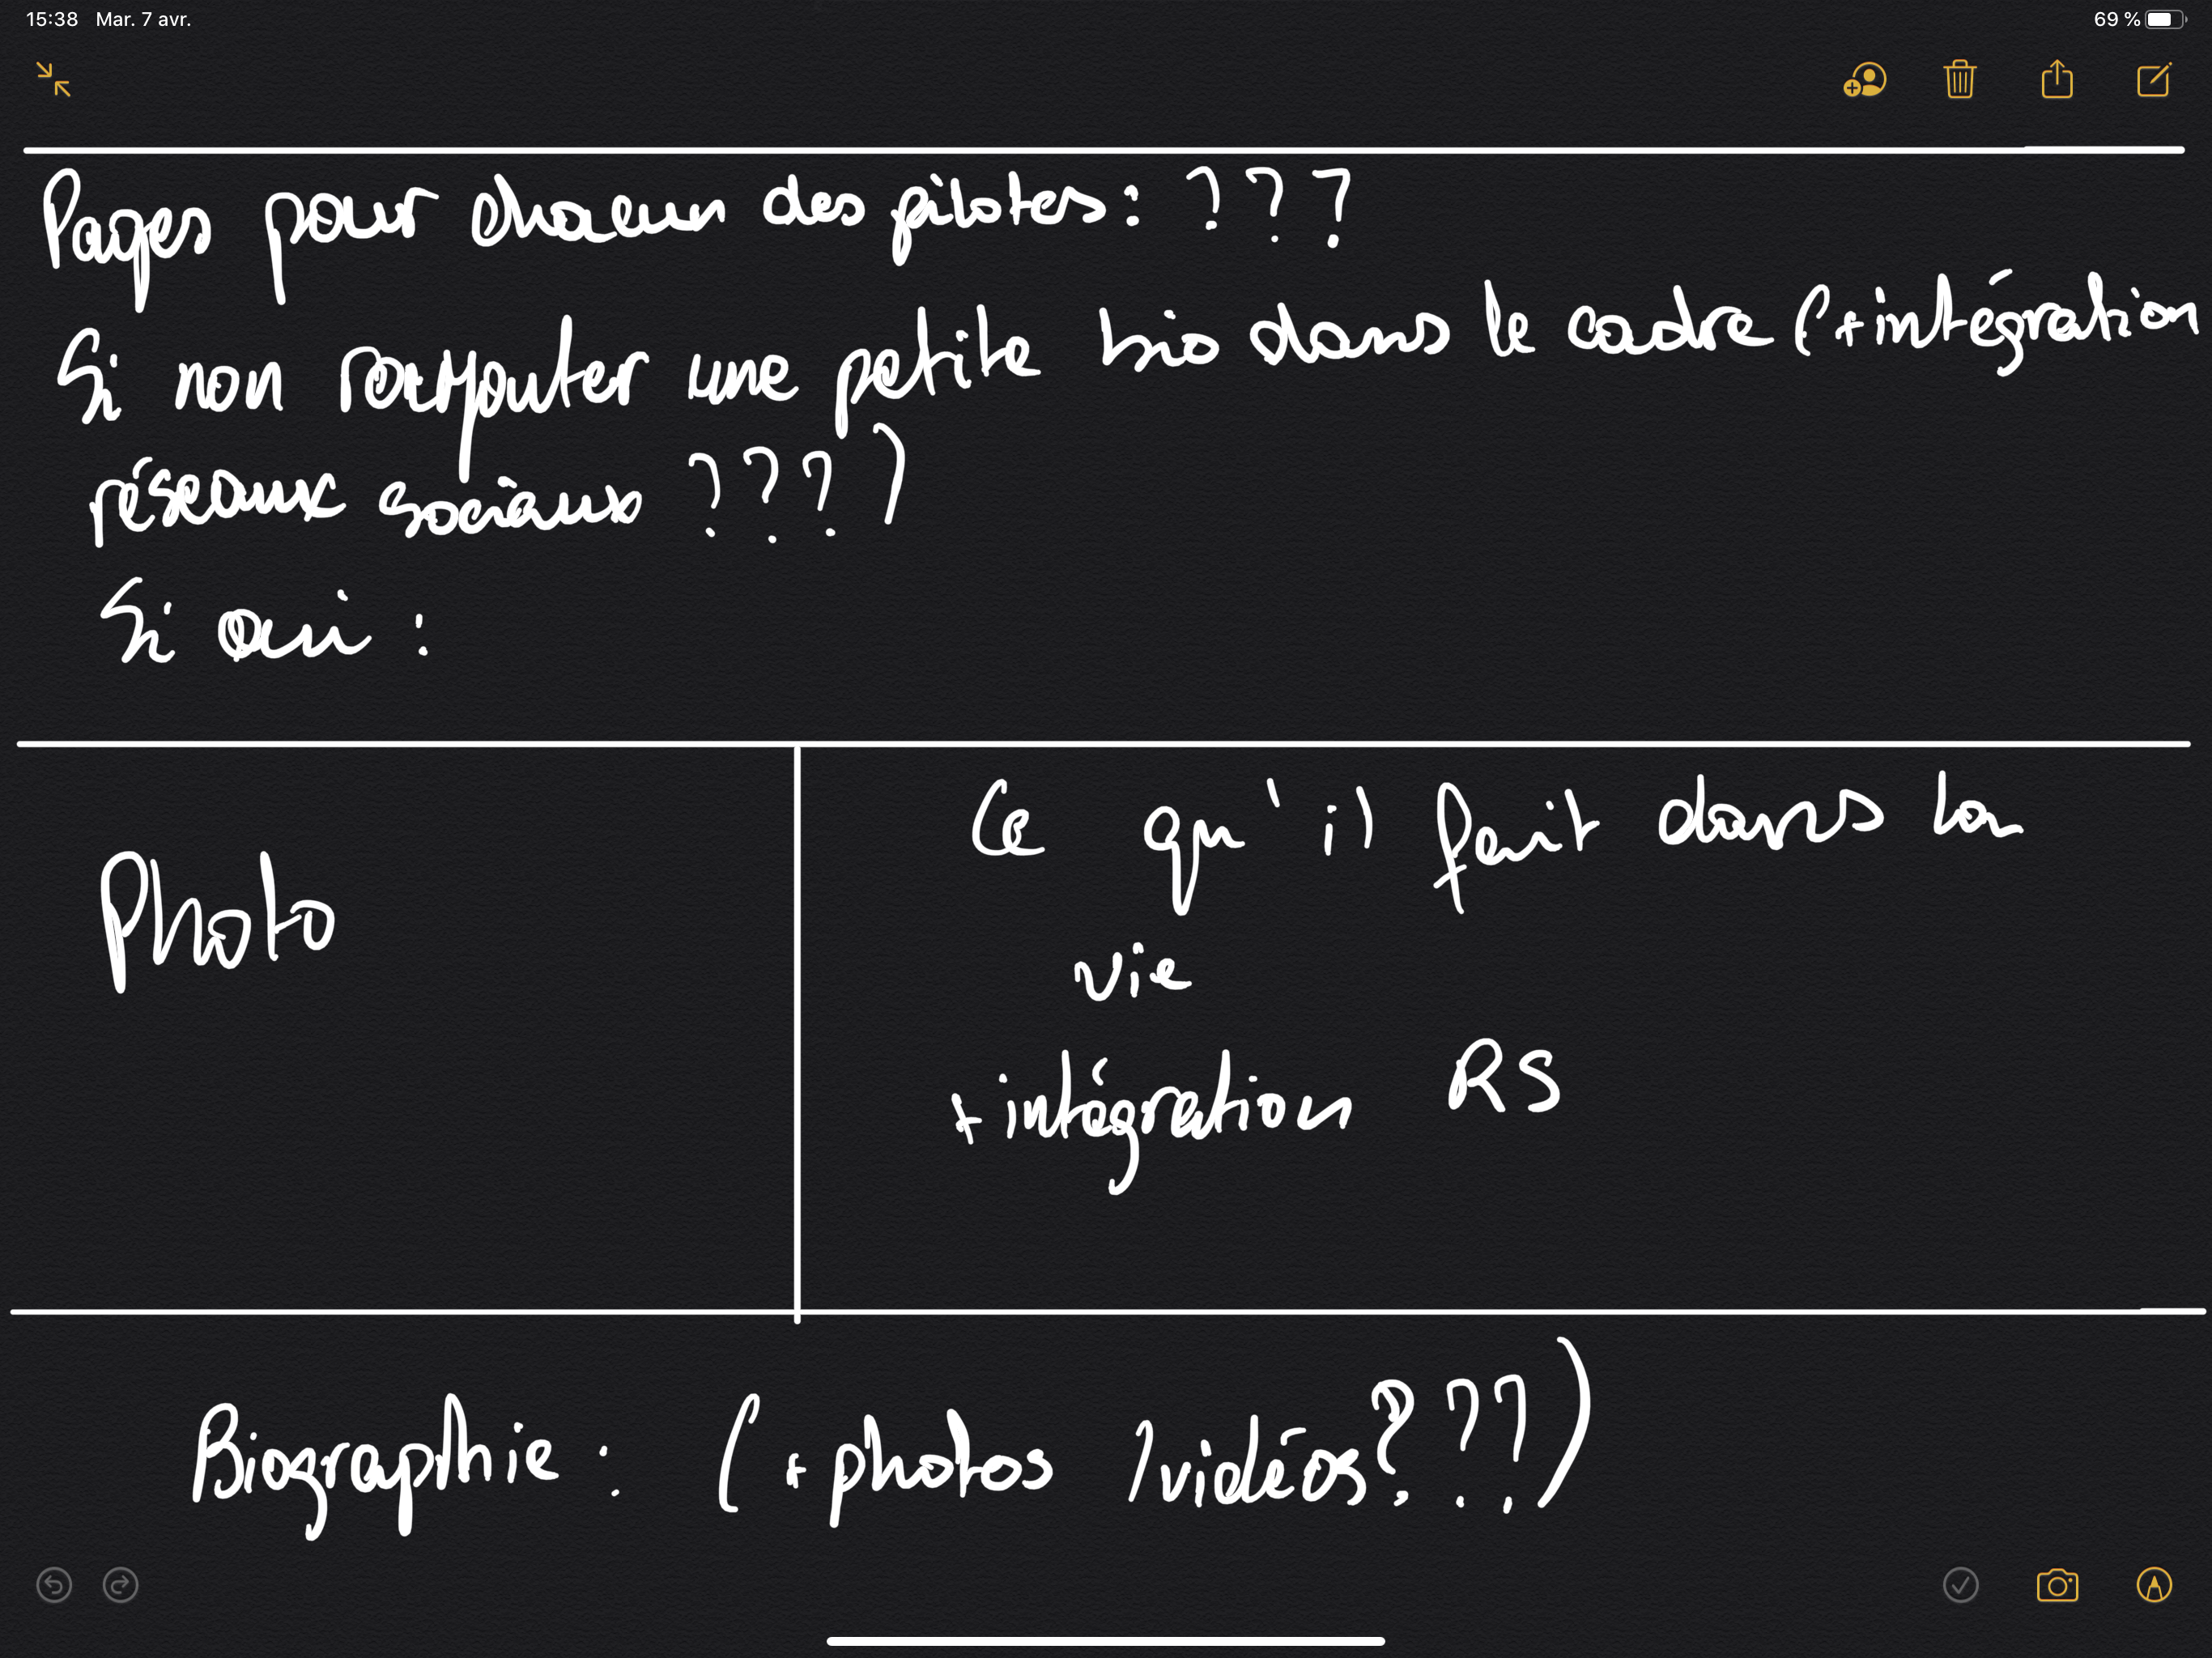 15:38 Mar. 7 avr.
69 %
Pages pour chacun des pilotes : ? ? ?
Si non rajouter une petite bio dans le cadre (+ intégration
réseaux sociaux ? ? ? )
Si oui :
Photo
Ce qu'il fait dans la
vie
+ intégration RS
Biographie : ( + photos / vidéos ? ? ? )